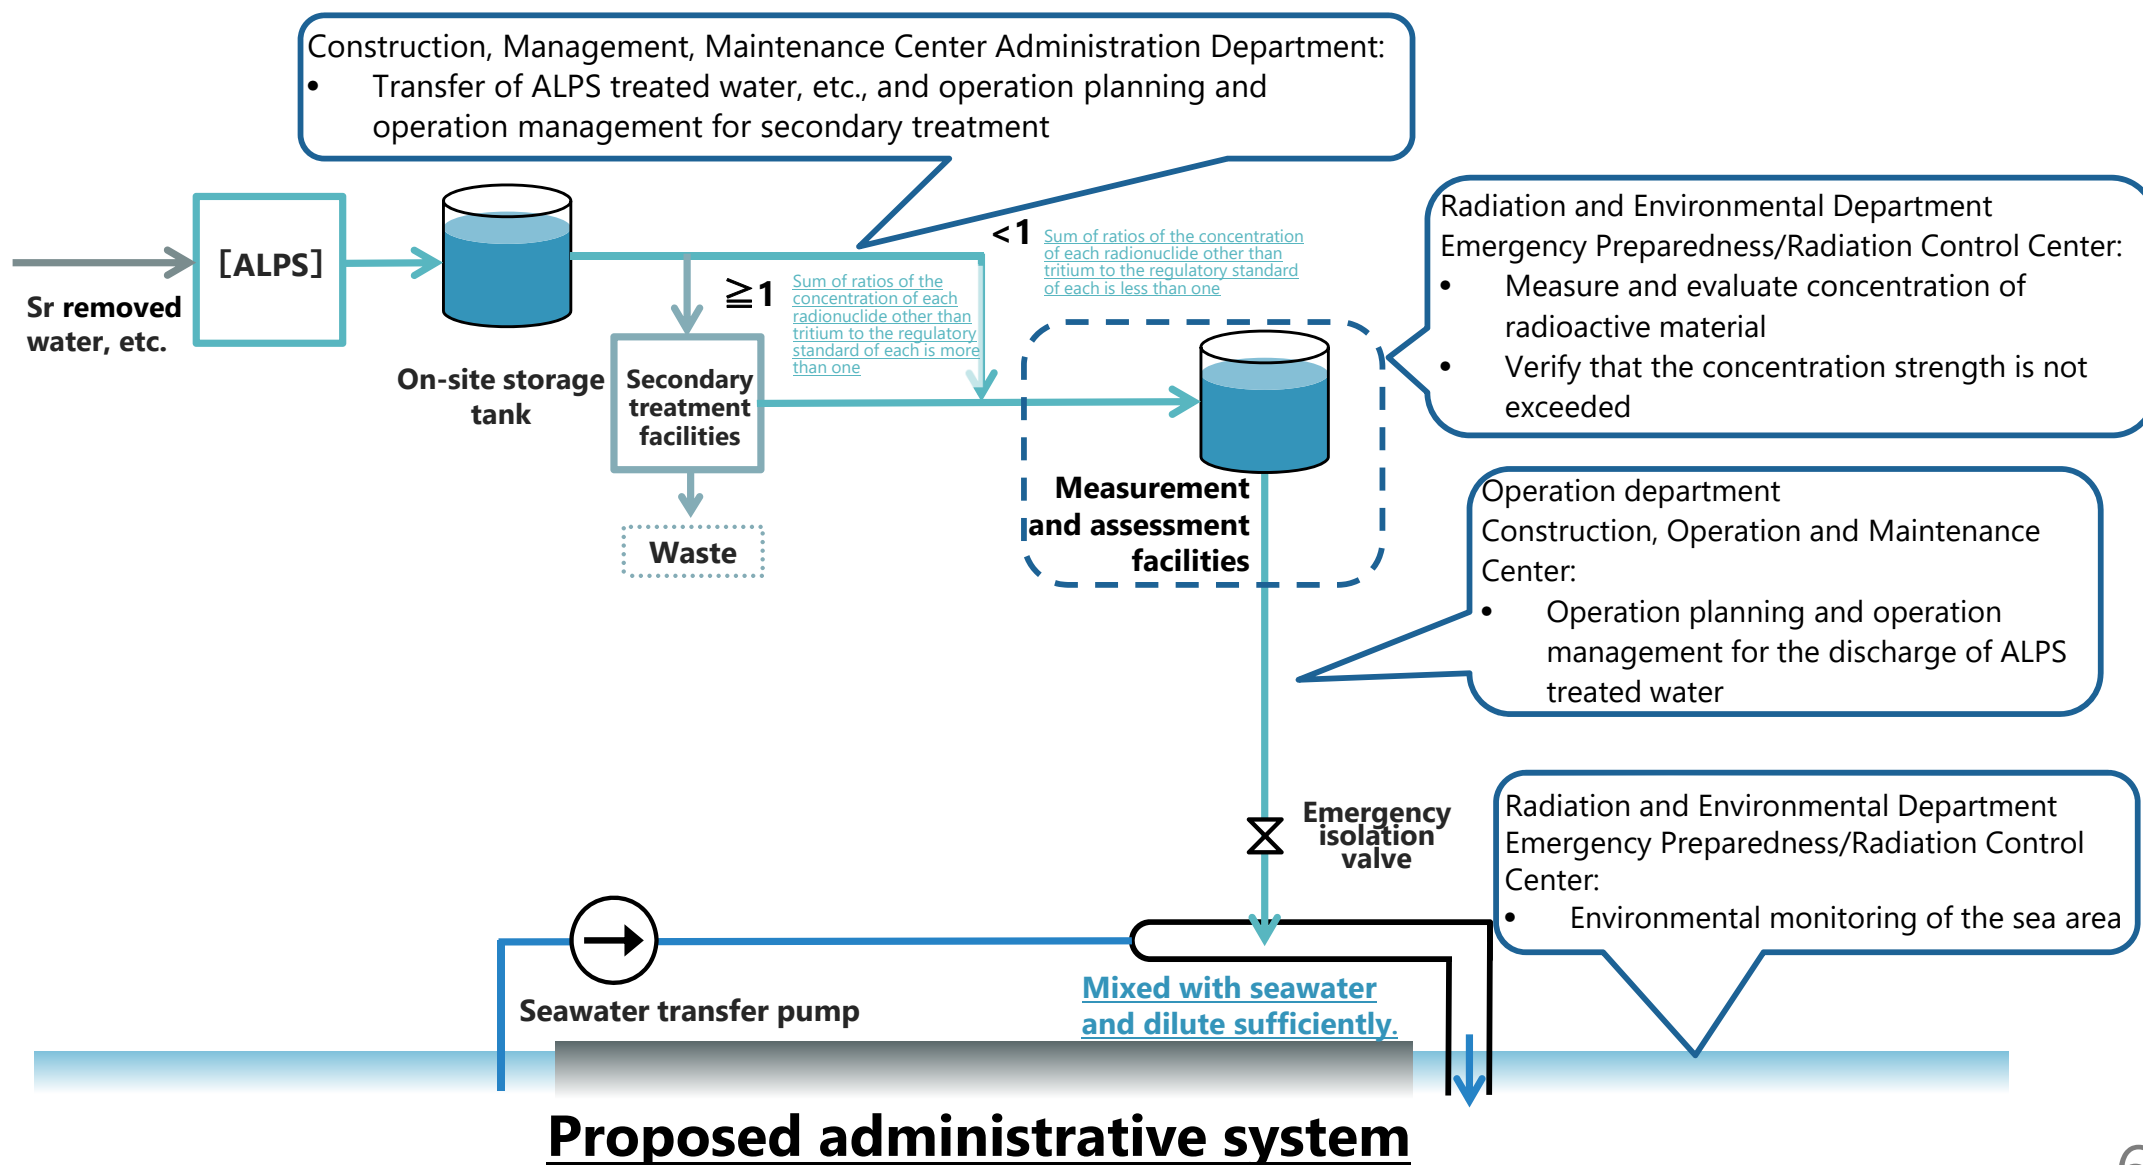 Construction, Management, Maintenance Center Administration Department:
• Transfer of ALPS treated water, etc., and operation planning and
operation management for secondary treatment
[ALPS]
Sr removed
water, etc.
On-site storage
tank
<1
Sum of ratios of the concentration
of each radionuclide other than
tritium to the regulatory standard
of each is less than one
≧1
Sum of ratios of the
concentration of each
radionuclide other than
tritium to the regulatory
standard of each is more
than one
Secondary
treatment
facilities
Waste
Measurement
and assessment
facilities
Radiation and Environmental Department
Emergency Preparedness/Radiation Control Center:
• Measure and evaluate concentration of
radioactive material
• Verify that the concentration strength is not
exceeded
Operation department
Construction, Operation and Maintenance
Center:
• Operation planning and operation
management for the discharge of ALPS
treated water
Emergency
isolation
valve
Radiation and Environmental Department
Emergency Preparedness/Radiation Control
Center:
• Environmental monitoring of the sea area
Seawater transfer pump
Mixed with seawater
and dilute sufficiently.
Proposed administrative system